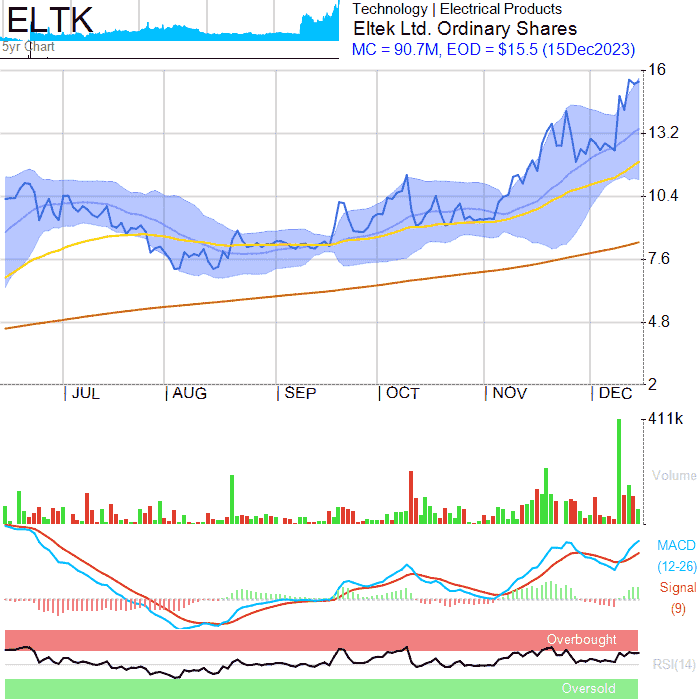 ELTK
5yr Chart
Technology | Electrical Products
Eltek Ltd. Ordinary Shares
MC = 90.7M, EOD = $15.5 (15Dec2023)
16
13.2
10.4
7.6
4.8
2
JUL AUG SEP OCT NOV DEC
411k
Volume
MACD
(12-26)
Signal
(9)
Overbought
RSI(14)
Oversold